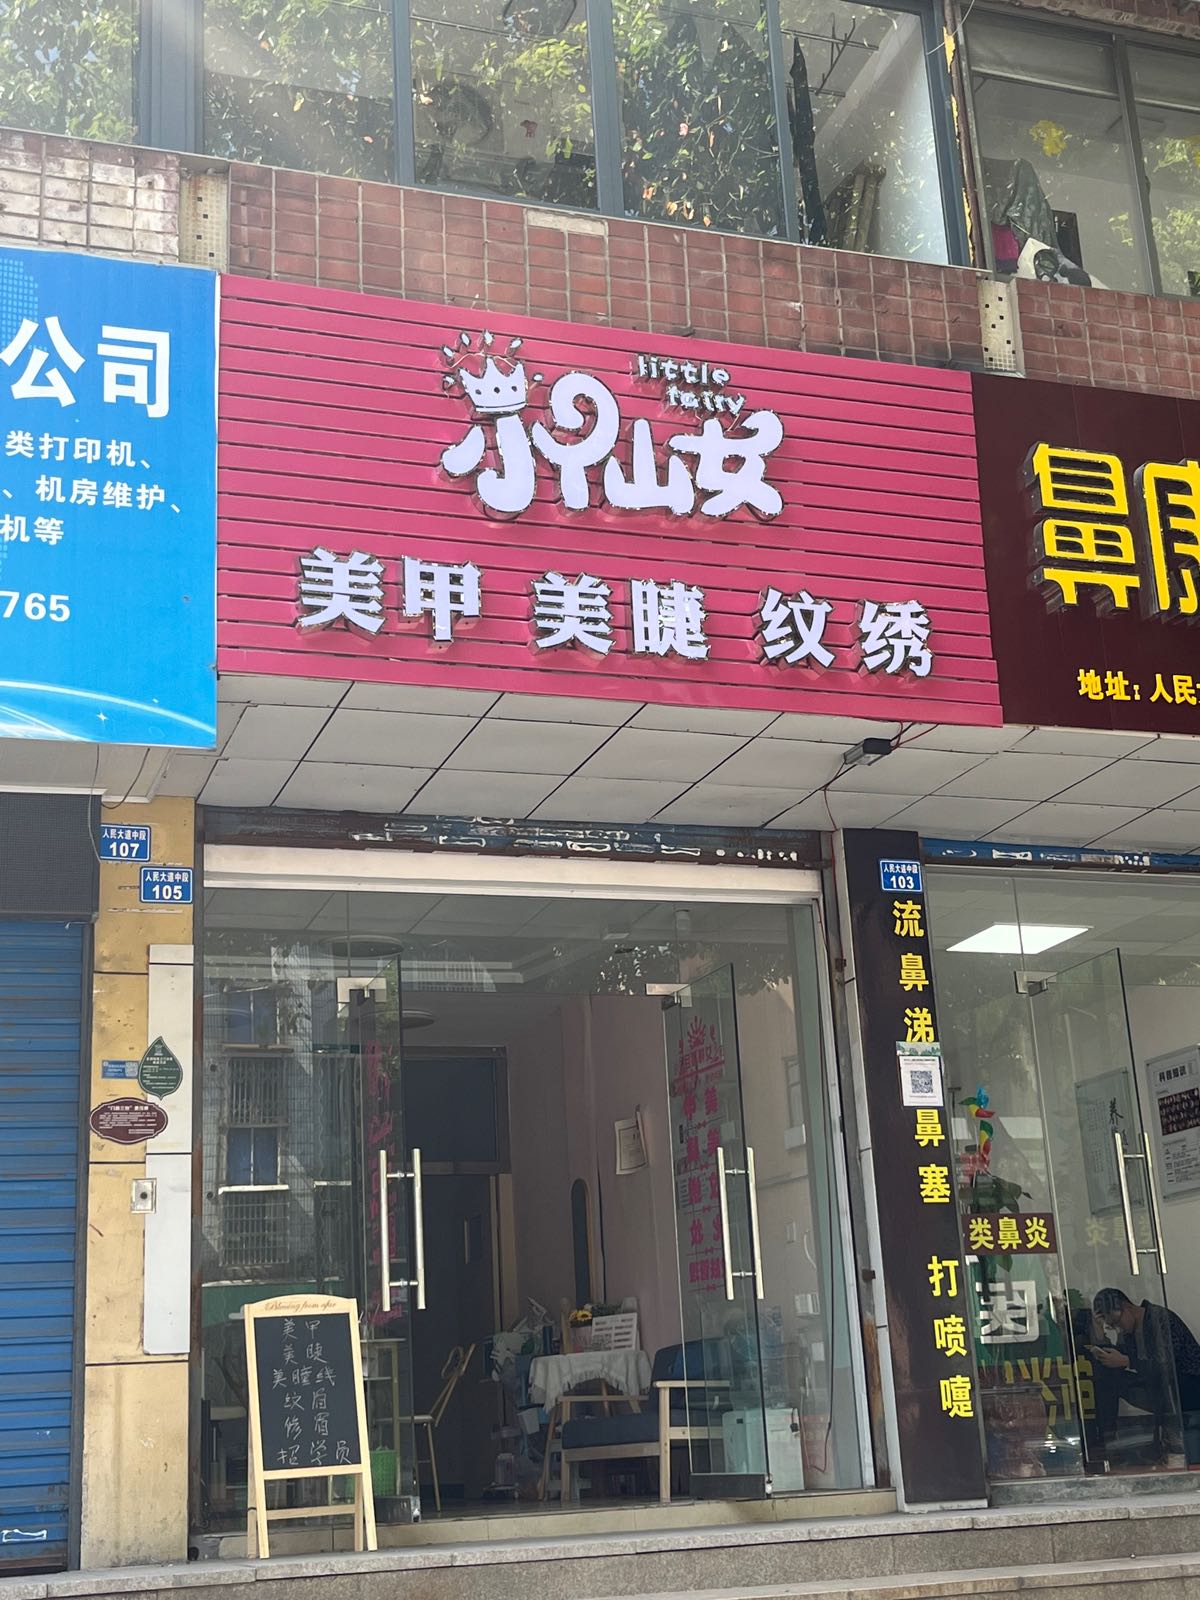 公司
类打印机、
、机房维护、
机等
765
little
fairy
小仙女
美甲 美睫 纹绣
鼻康
地址：人民
人民大道中段
107
人民大道中段
105
人民大道中段
103
流鼻涕 鼻塞 打喷嚏
类鼻炎
美甲
美睫
美瞳线
纹眉
修眉
招学员